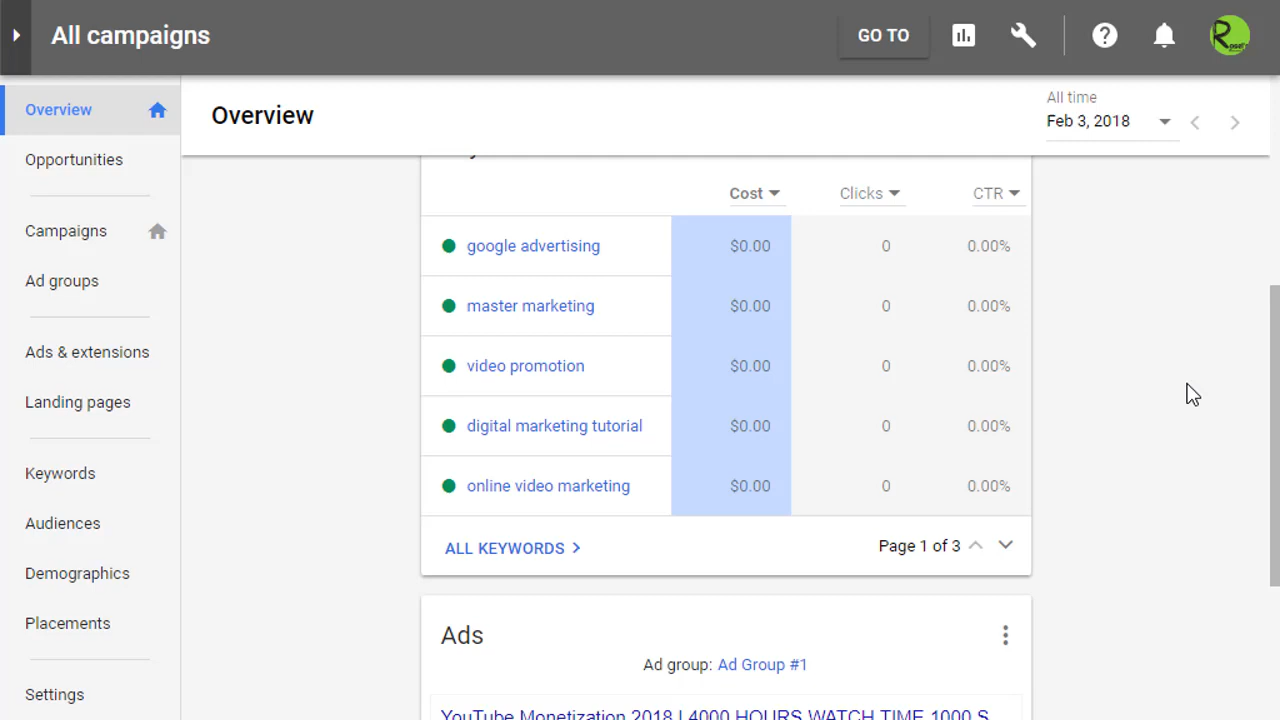 All campaigns
GO TO
Overview
Opportunities
Campaigns
Ad groups
Ads & extensions
Landing pages
Keywords
Audiences
Demographics
Placements
Settings
Overview
All time
Feb 3, 2018
Cost Clicks CTR
google advertising $0.00 0 0.00%
master marketing $0.00 0 0.00%
video promotion $0.00 0 0.00%
digital marketing tutorial $0.00 0 0.00%
online video marketing $0.00 0 0.00%
ALL KEYWORDS
Page 1 of 3
Ads
Ad group: Ad Group #1
YouTube Monetization 2018 | 4000 HOURS WATCH TIME 1000 S